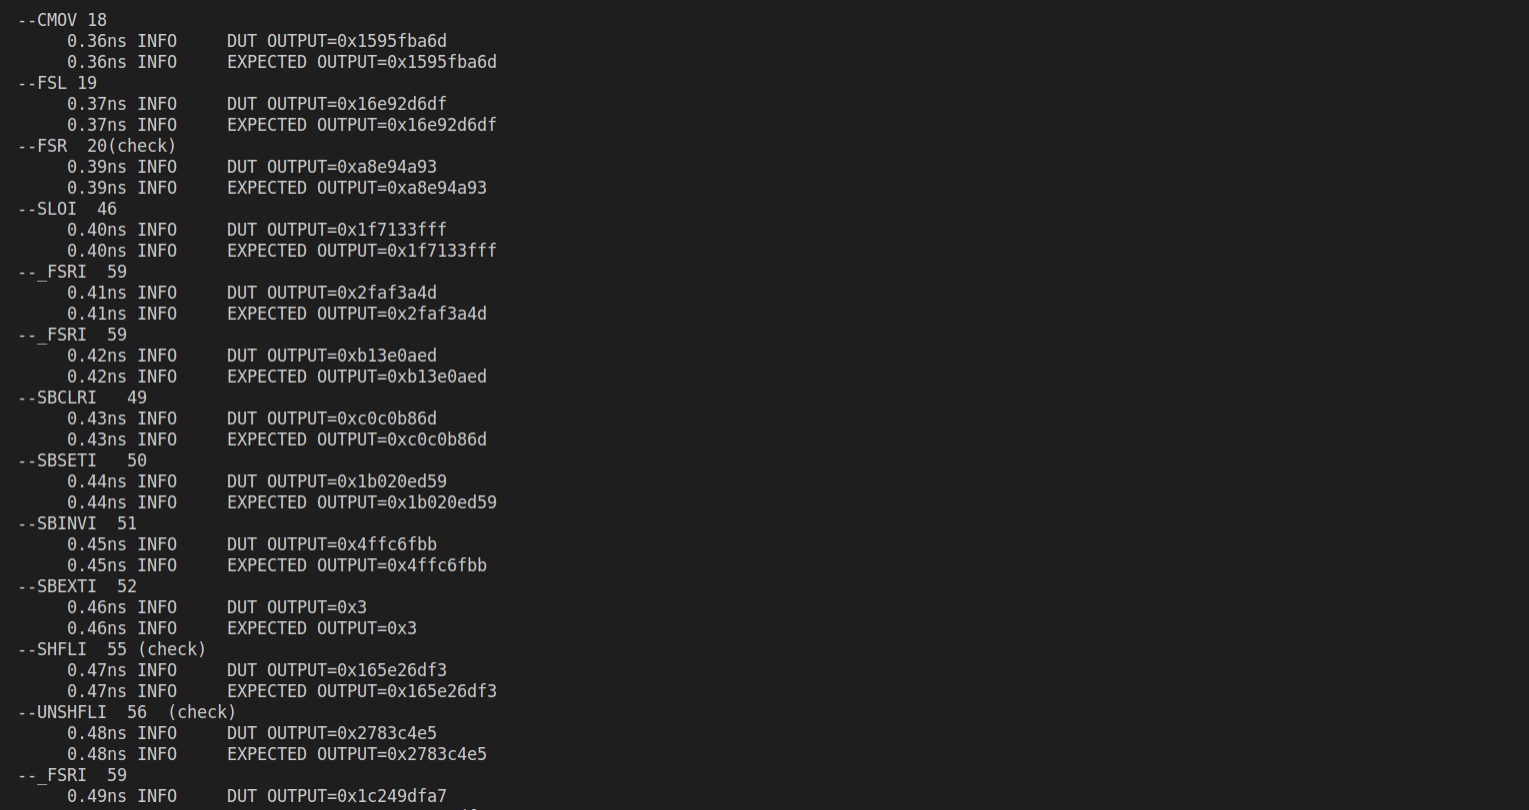 --CMOV 18
0.36ns INFO DUT OUTPUT=0x1595fba6d
0.36ns INFO EXPECTED OUTPUT=0x1595fba6d
--FSL 19
0.37ns INFO DUT OUTPUT=0x16e92d6df
0.37ns INFO EXPECTED OUTPUT=0x16e92d6df
--FSR 20(check)
0.39ns INFO DUT OUTPUT=0xa8e94a93
0.39ns INFO EXPECTED OUTPUT=0xa8e94a93
--SLOI 46
0.40ns INFO DUT OUTPUT=0x1f7133fff
0.40ns INFO EXPECTED OUTPUT=0x1f7133fff
--_FSRI 59
0.41ns INFO DUT OUTPUT=0x2faf3a4d
0.41ns INFO EXPECTED OUTPUT=0x2faf3a4d
--_FSRI 59
0.42ns INFO DUT OUTPUT=0xb13e0aed
0.42ns INFO EXPECTED OUTPUT=0xb13e0aed
--SBCLRI 49
0.43ns INFO DUT OUTPUT=0xc0c0b86d
0.43ns INFO EXPECTED OUTPUT=0xc0c0b86d
--SBSETI 50
0.44ns INFO DUT OUTPUT=0x1b020ed59
0.44ns INFO EXPECTED OUTPUT=0x1b020ed59
--SBINVI 51
0.45ns INFO DUT OUTPUT=0x4ffc6fbb
0.45ns INFO EXPECTED OUTPUT=0x4ffc6fbb
--SBEXTI 52
0.46ns INFO DUT OUTPUT=0x3
0.46ns INFO EXPECTED OUTPUT=0x3
--SHFLI 55 (check)
0.47ns INFO DUT OUTPUT=0x165e26df3
0.47ns INFO EXPECTED OUTPUT=0x165e26df3
--UNSHFLI 56 (check)
0.48ns INFO DUT OUTPUT=0x2783c4e5
0.48ns INFO EXPECTED OUTPUT=0x2783c4e5
--_FSRI 59
0.49ns INFO DUT OUTPUT=0x1c249dfa7